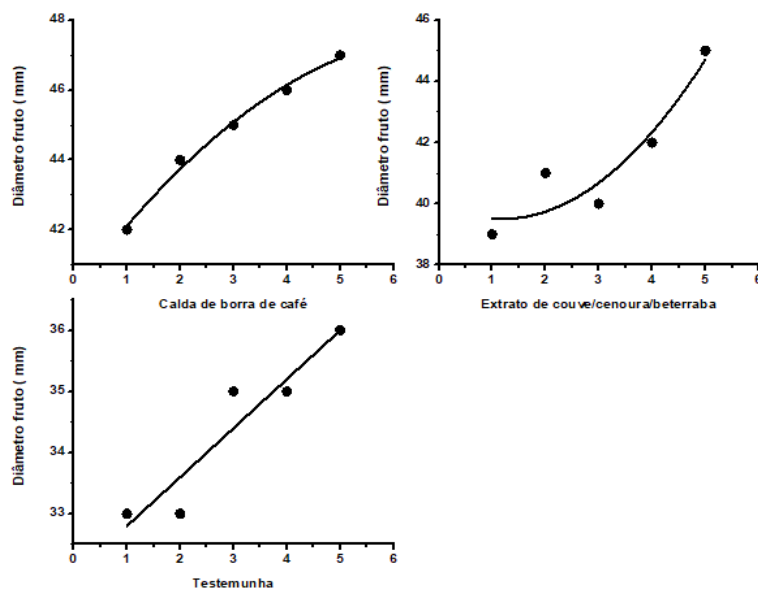 Diâmetro fruto ( mm)
48
46
44
42
0 1 2 3 4 5 6
Calda de borra de café
Diâmetro fruto ( mm)
46
44
42
40
38
0 1 2 3 4 5 6
Extrato de couve/cenoura/beterraba
Diâmetro fruto ( mm)
36
35
34
33
0 1 2 3 4 5 6
Testemunha